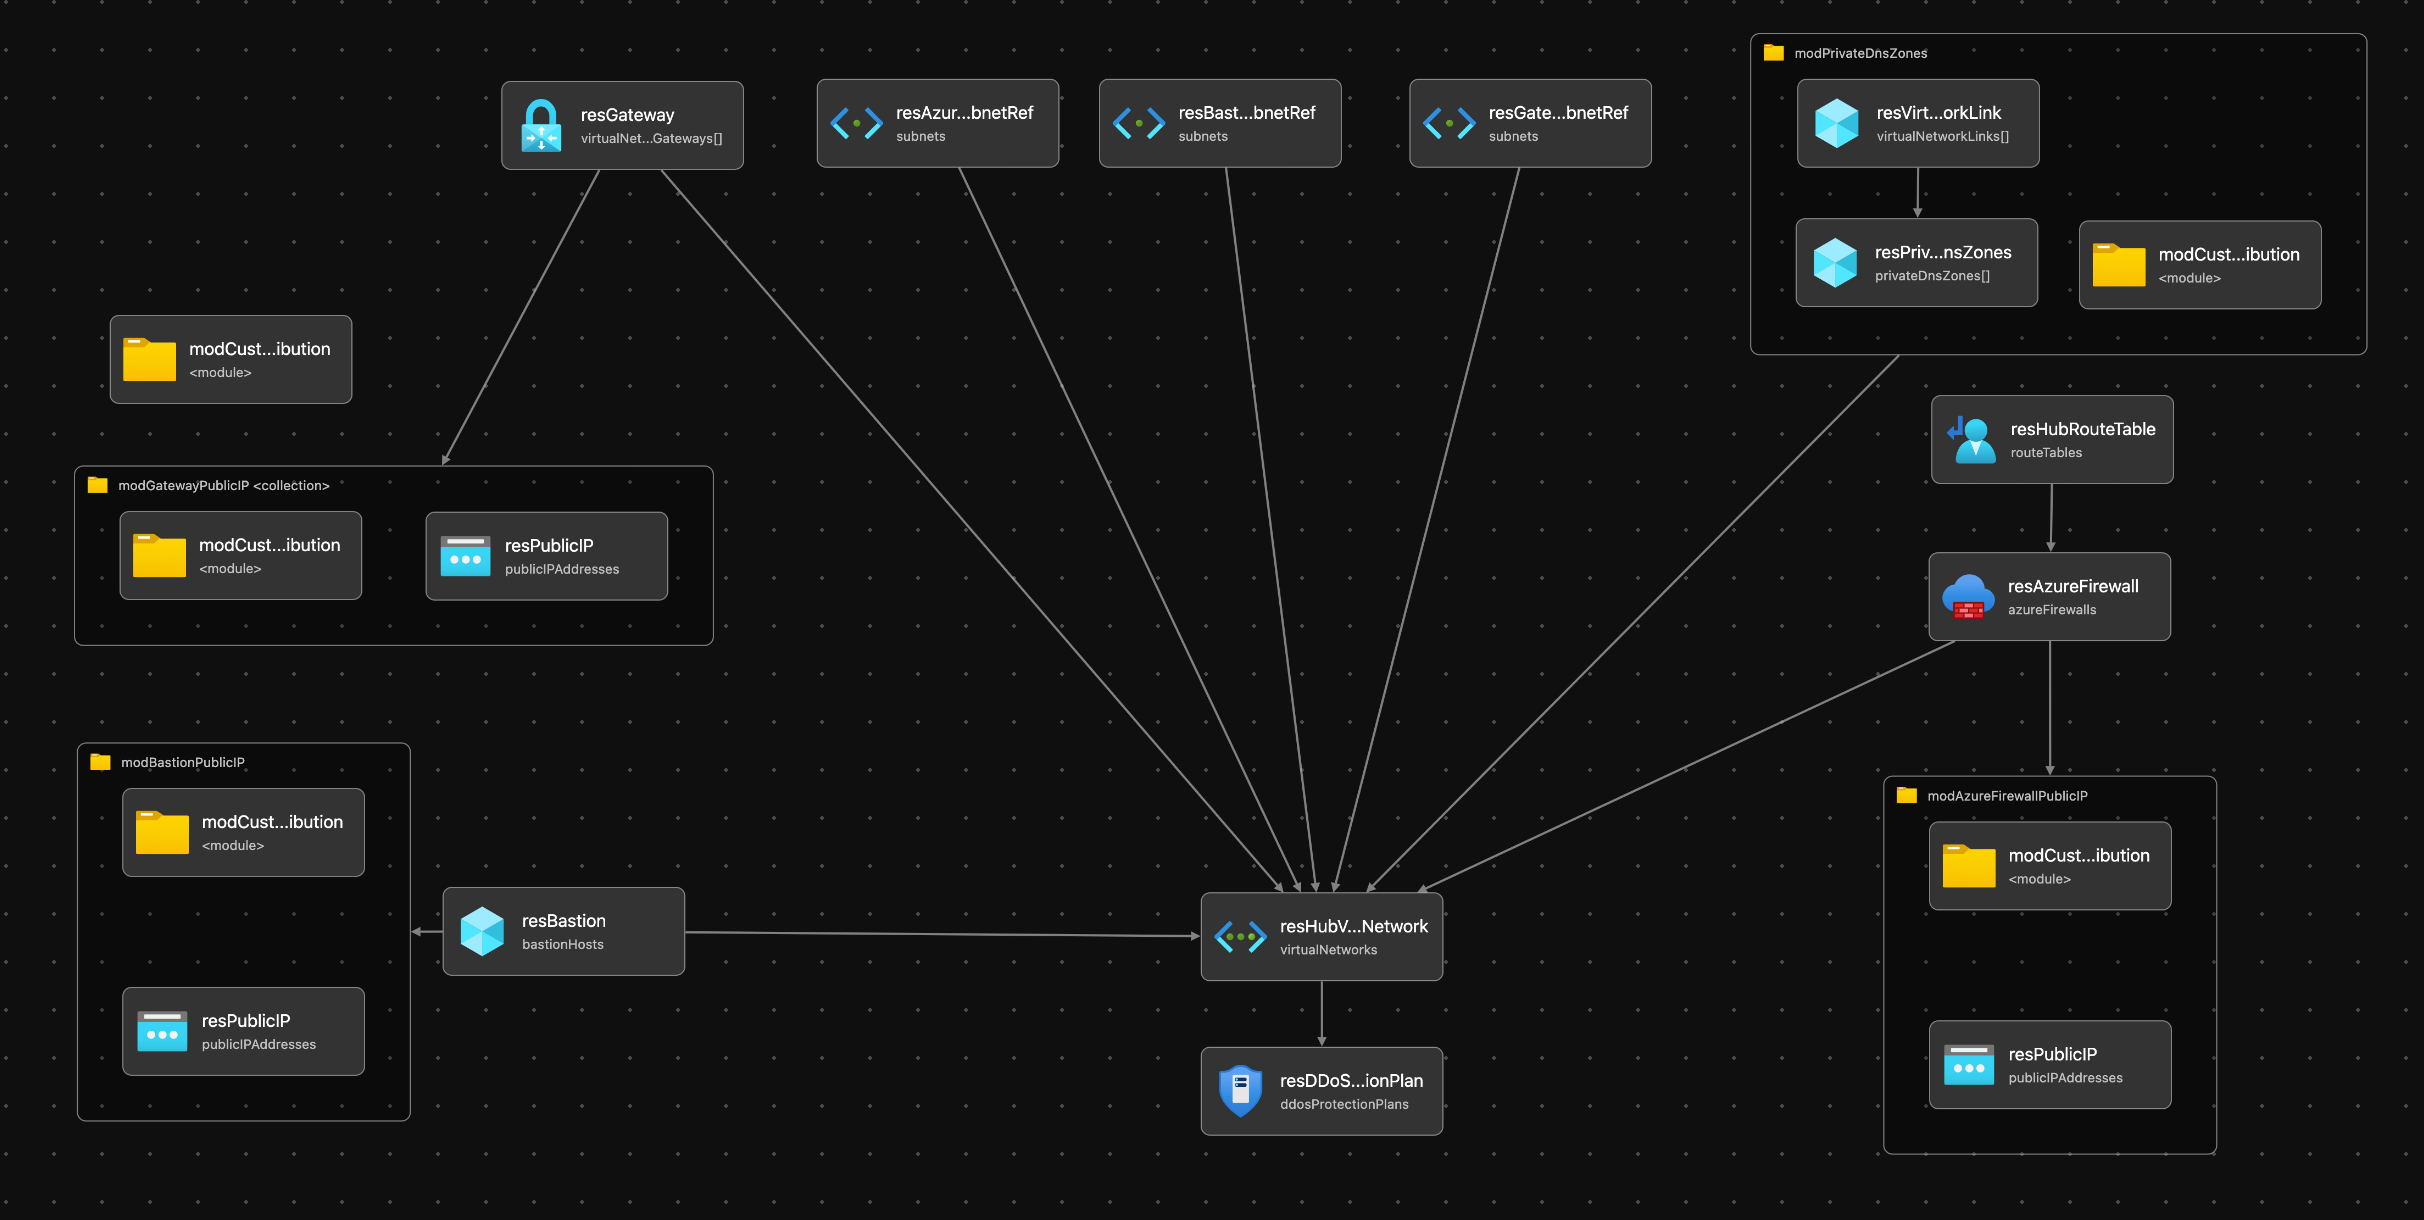 resGateway
virtualNet...Gateways[]
resAzur...bnetRef
subnets
resBast...bnetRef
subnets
resGate...bnetRef
subnets
modPrivateDnsZones
resVirt...orkLink
virtualNetworkLinks[]
resPriv...nsZones
privateDnsZones[]
modCust...ibution
<module>
modCust...ibution
<module>
resHubRouteTable
routeTables
modGatewayPublicIP <collection>
modCust...ibution
<module>
resPublicIP
publicIPAddresses
resAzureFirewall
azureFirewalls
modBastionPublicIP
modCust...ibution
<module>
resPublicIP
publicIPAddresses
resBastion
bastionHosts
resHubV...Network
virtualNetworks
resDDoS...ionPlan
ddosProtectionPlans
modAzureFirewallPublicIP
modCust...ibution
<module>
resPublicIP
publicIPAddresses